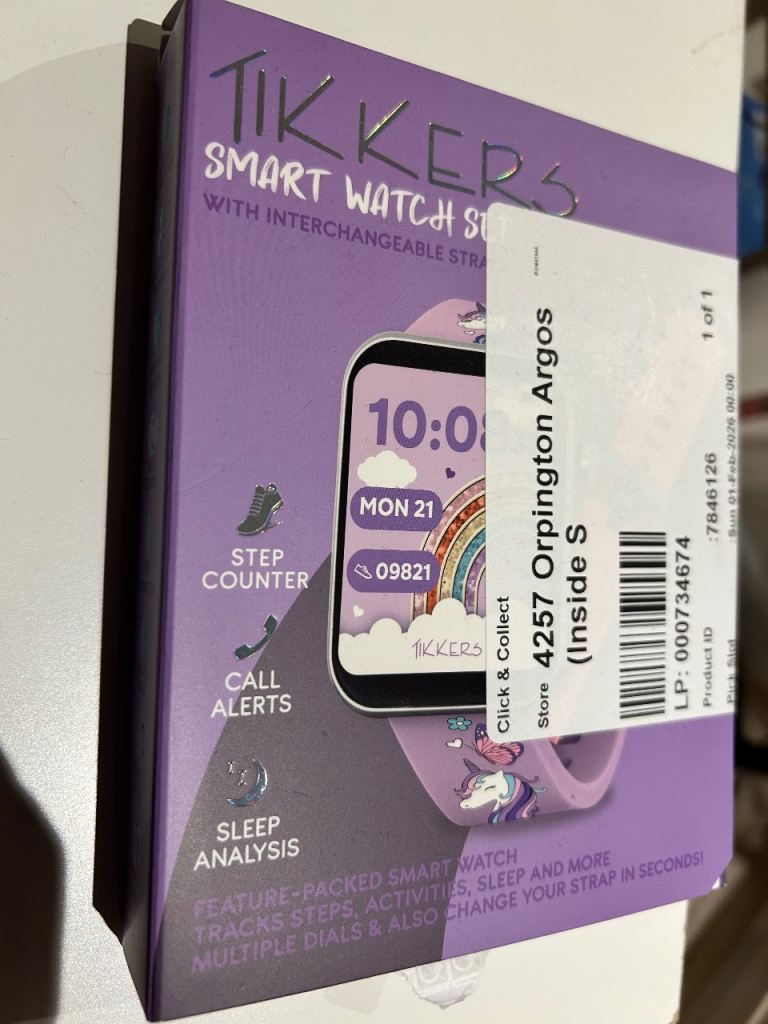 TIKKERS
SMART WATCH SET
WITH INTERCHANGEABLE
10:08
MON 21
09821
TIKKERS
STEP
COUNTER
CALL
ALERTS
SLEEP
ANALYSIS
FEATURE-PACKED SMART WATCH
TRACKS STEPS, ACTIVITIES, SLEEP AND MORE
MULTIPLE DIALS & ALSO CHANGE YOUR STRAP IN SECONDS!
Click & Collect
Store 4257 Orpington Argos
(Inside S
LP: 000734674
Product ID :7846126 1 of 1
Pick Slot :Sun 01-Feb-2026 00:00